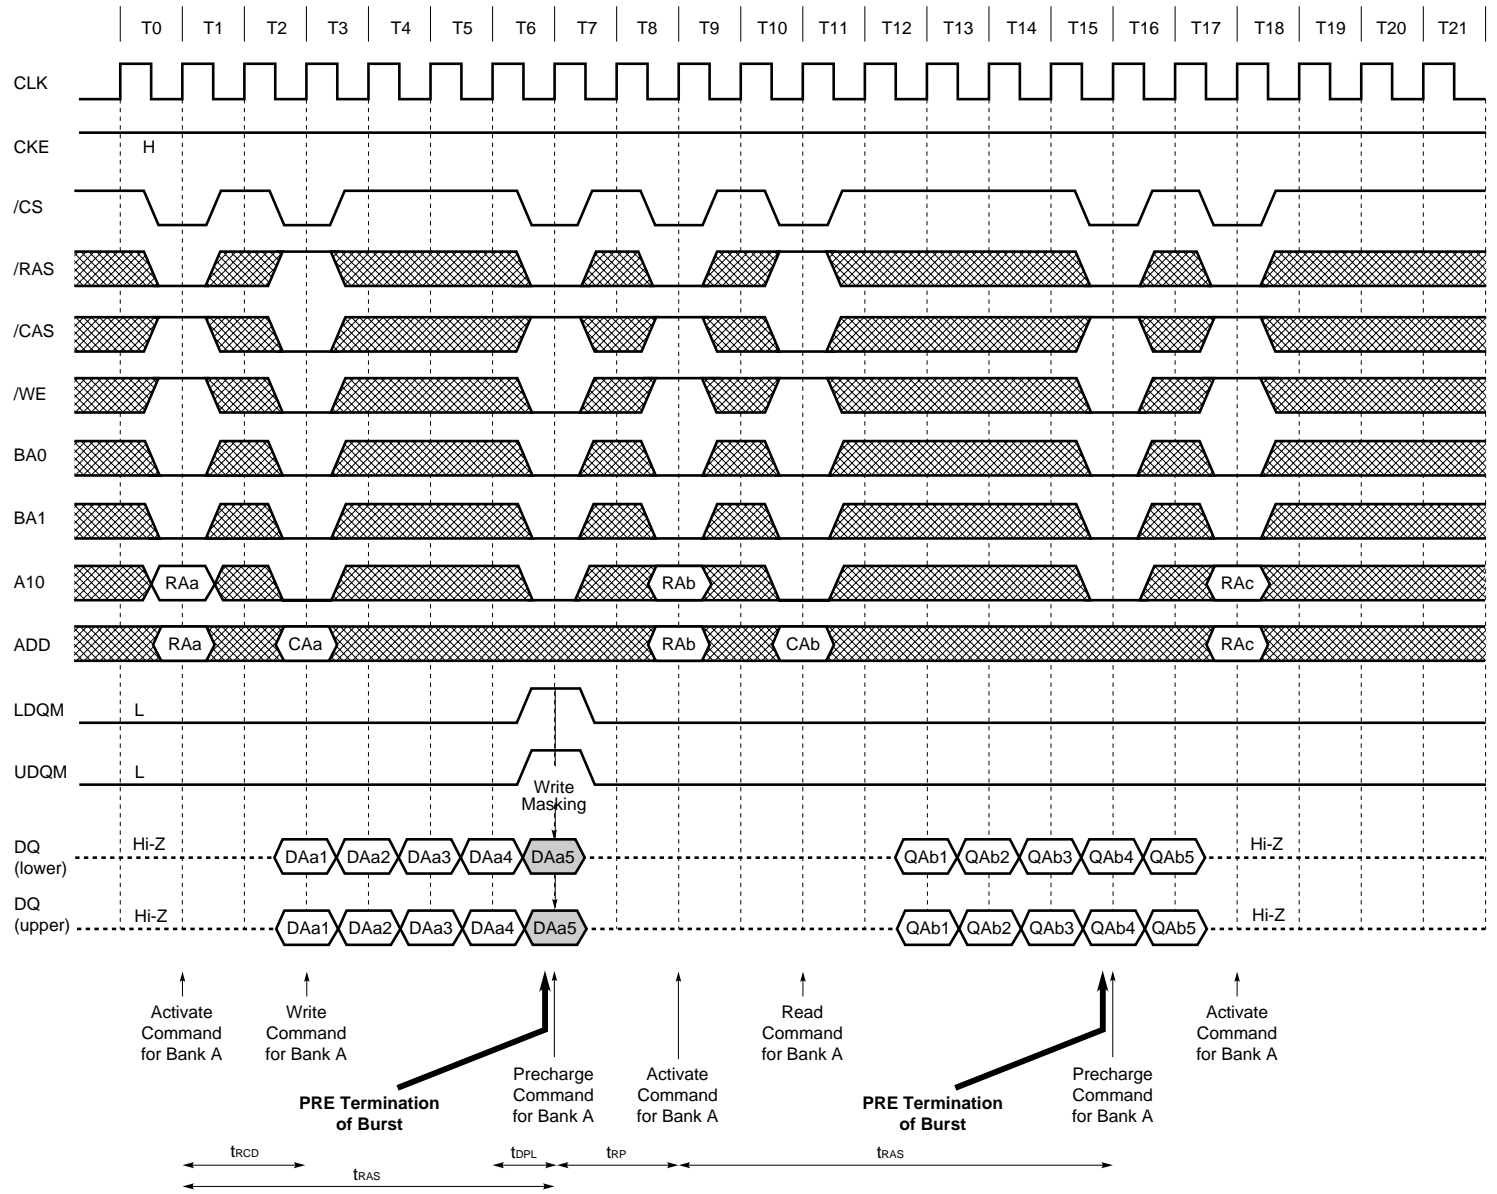 T0 T1 T2 T3 T4 T5 T6 T7 T8 T9 T10 T11 T12 T13 T14 T15 T16 T17 T18 T19 T20 T21
CLK
CKE H
/CS
/RAS
/CAS
/WE
BA0
BA1
A10 RAa RAb RAc
ADD RAa CAa RAb CAb RAc
LDQM L
UDQM L
Write
Masking
DQ
(lower)
Hi-Z DAa1 DAa2 DAa3 DAa4 DAa5 QAb1 QAb2 QAb3 QAb4 QAb5 Hi-Z
DQ
(upper)
Hi-Z DAa1 DAa2 DAa3 DAa4 DAa5 QAb1 QAb2 QAb3 QAb4 QAb5 Hi-Z
Activate
Command
for Bank A
Write
Command
for Bank A
PRE Termination
of Burst
Precharge
Command
for Bank A
Activate
Command
for Bank A
Read
Command
for Bank A
PRE Termination
of Burst
Precharge
Command
for Bank A
Activate
Command
for Bank A
tRCD tDPL tRP tRAS
tRAS